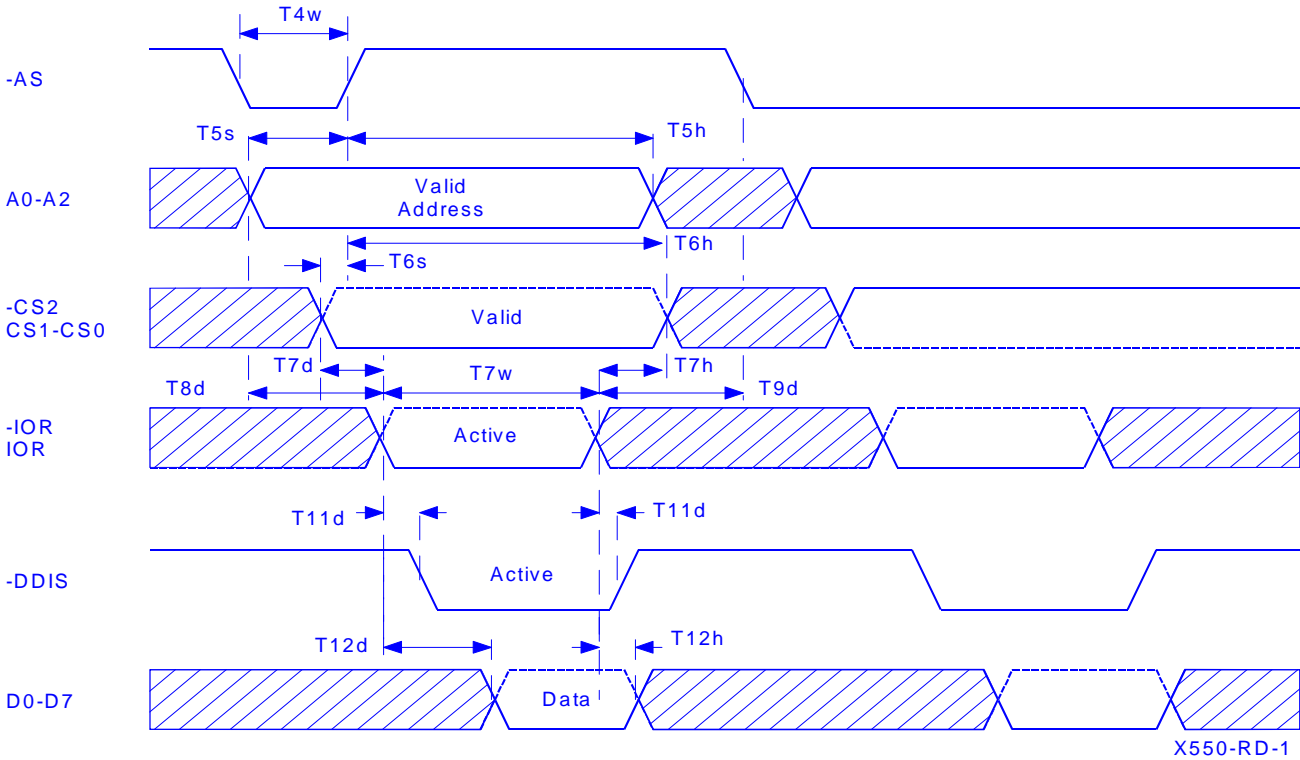 T4w
-AS
T5s
T5h
A0-A2
Valid
Address
T6h
T6s
-CS2
CS1-CS0
Valid
T7d
T7w
T7h
T8d
T9d
-IOR
IOR
Active
T11d
T11d
-DDIS
Active
T12d
T12h
D0-D7
Data
X550-RD-1